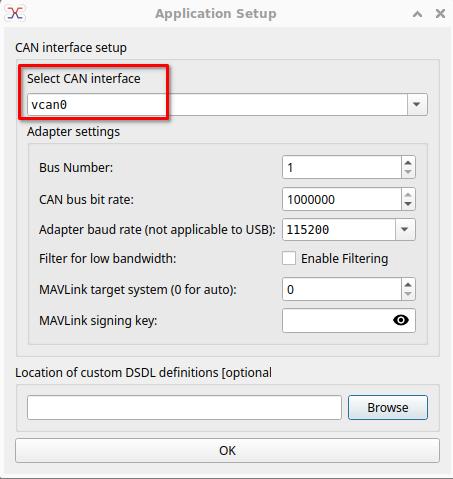 Application Setup
CAN interface setup
Select CAN interface
vcan0
Adapter settings
Bus Number: 1
CAN bus bit rate: 1000000
Adapter baud rate (not applicable to USB): 115200
Filter for low bandwidth: Enable Filtering
MAVLink target system (0 for auto): 0
MAVLink signing key:
Location of custom DSDL definitions [optional
Browse
OK